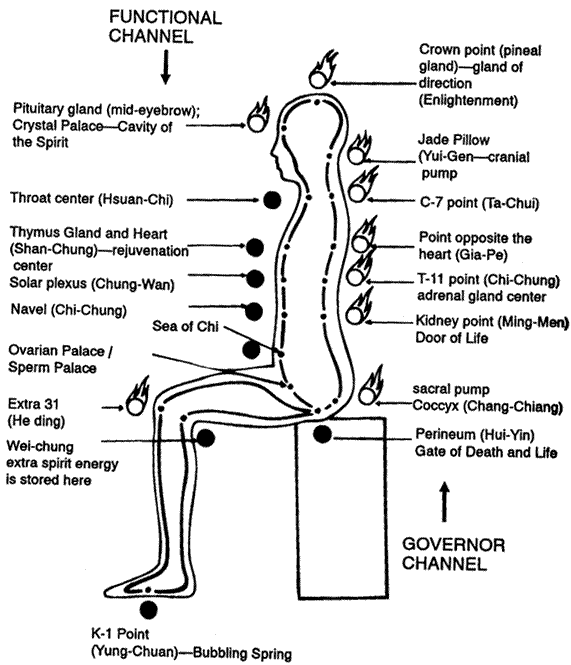 FUNCTIONAL
CHANNEL
Pituitary gland (mid-eyebrow);
Crystal Palace—Cavity of
the Spirit
Throat center (Hsuan-Chi)
Thymus Gland and Heart
(Shan-Chung)—rejuvenation
center
Solar plexus (Chung-Wan)
Navel (Chi-Chung)
Sea of Chi
Ovarian Palace /
Sperm Palace
Extra 31
(He ding)
Wei-chung
extra spirit energy
is stored here
K-1 Point
(Yung-Chuan)—Bubbling Spring
Crown point (pineal
gland)—gland of
direction
(Enlightenment)
Jade Pillow
(Yui-Gen—cranial
pump
C-7 point (Ta-Chui)
Point opposite the
heart (Gia-Pe)
T-11 point (Chi-Chung)
adrenal gland center
Kidney point (Ming-Men)
Door of Life
sacral pump
Coccyx (Chang-Chiang)
Perineum (Hui-Yin)
Gate of Death and Life
GOVERNOR
CHANNEL